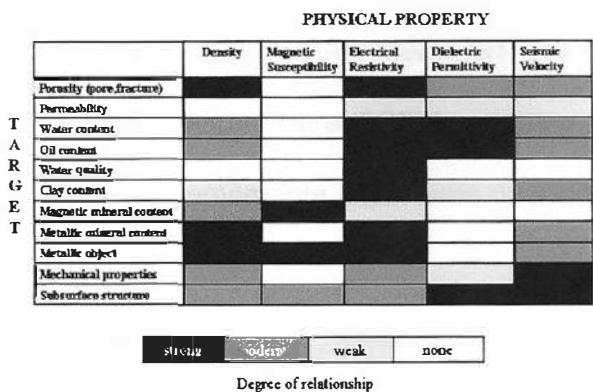 PHYSICAL PROPERTY
Density Magnetic Susceptibility Electrical Resistivity Dielectric Permittivity Seismic Velocity
TARGET
Porosity (pore,fracture)
Permeability
Water content
Oil content
Water quality
Clay content
Magnetic mineral content
Metallic mineral content
Metallic object
Mechanical properties
Subsurface structure
strong weak none
Degree of relationship